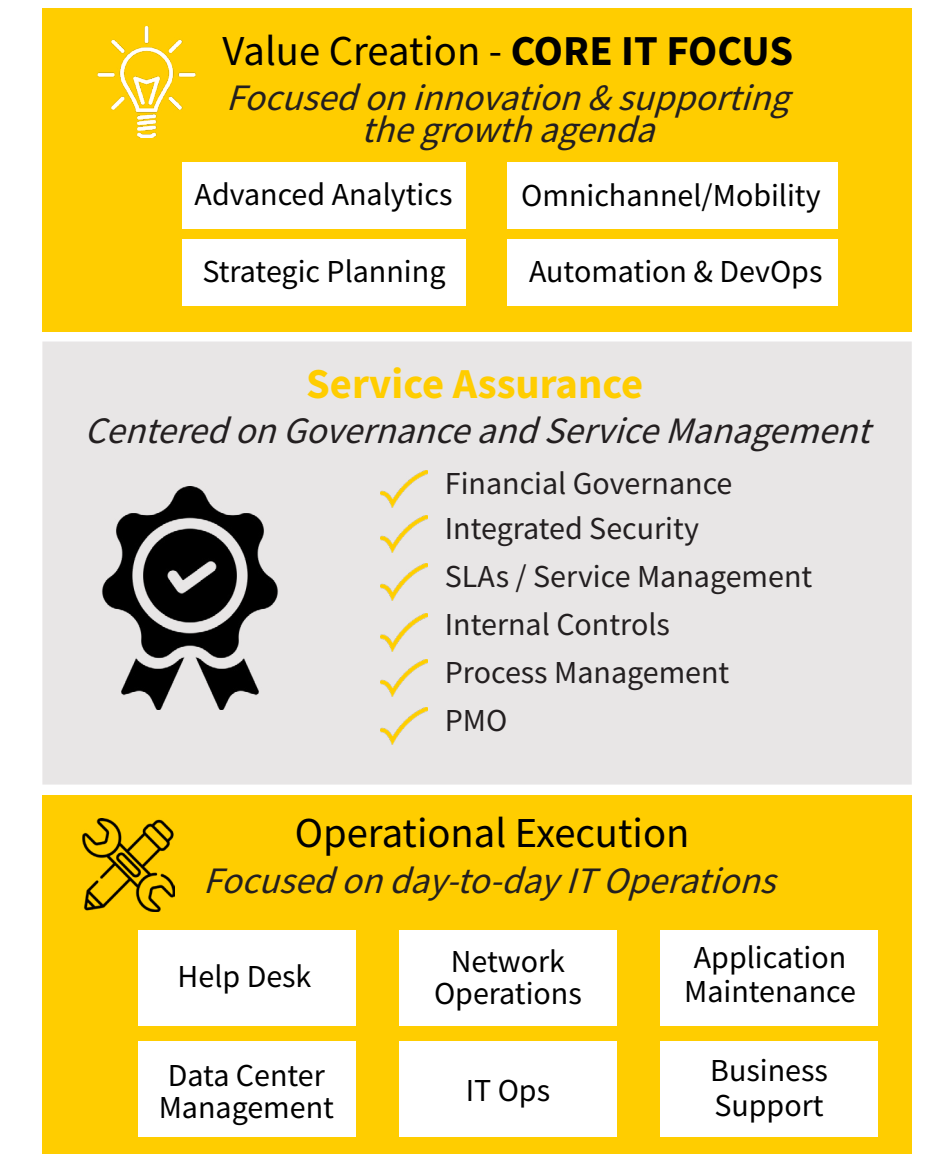 Value Creation - CORE IT FOCUS
Focused on innovation & supporting
the growth agenda
Advanced Analytics
Omnichannel/Mobility
Strategic Planning
Automation & DevOps
Service Assurance
Centered on Governance and Service Management
Financial Governance
Integrated Security
SLAs / Service Management
Internal Controls
Process Management
PMO
Operational Execution
Focused on day-to-day IT Operations
Help Desk
Network
Operations
Application
Maintenance
Data Center
Management
IT Ops
Business
Support